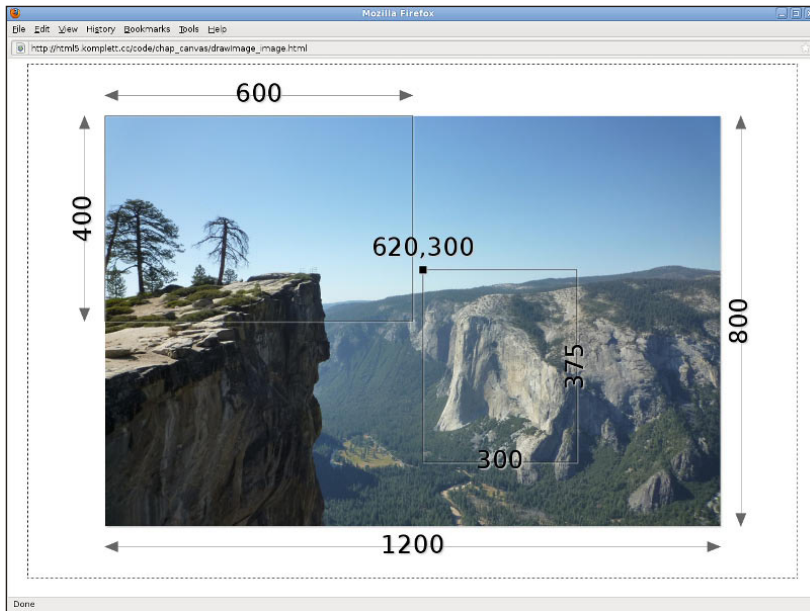 Mozilla Firefox
File Edit View History Bookmarks Tools Help
http://html5.komplett.cc/code/chap_canvas/drawImage_image.html
600
400
620,300
800
375
300
1200
Done